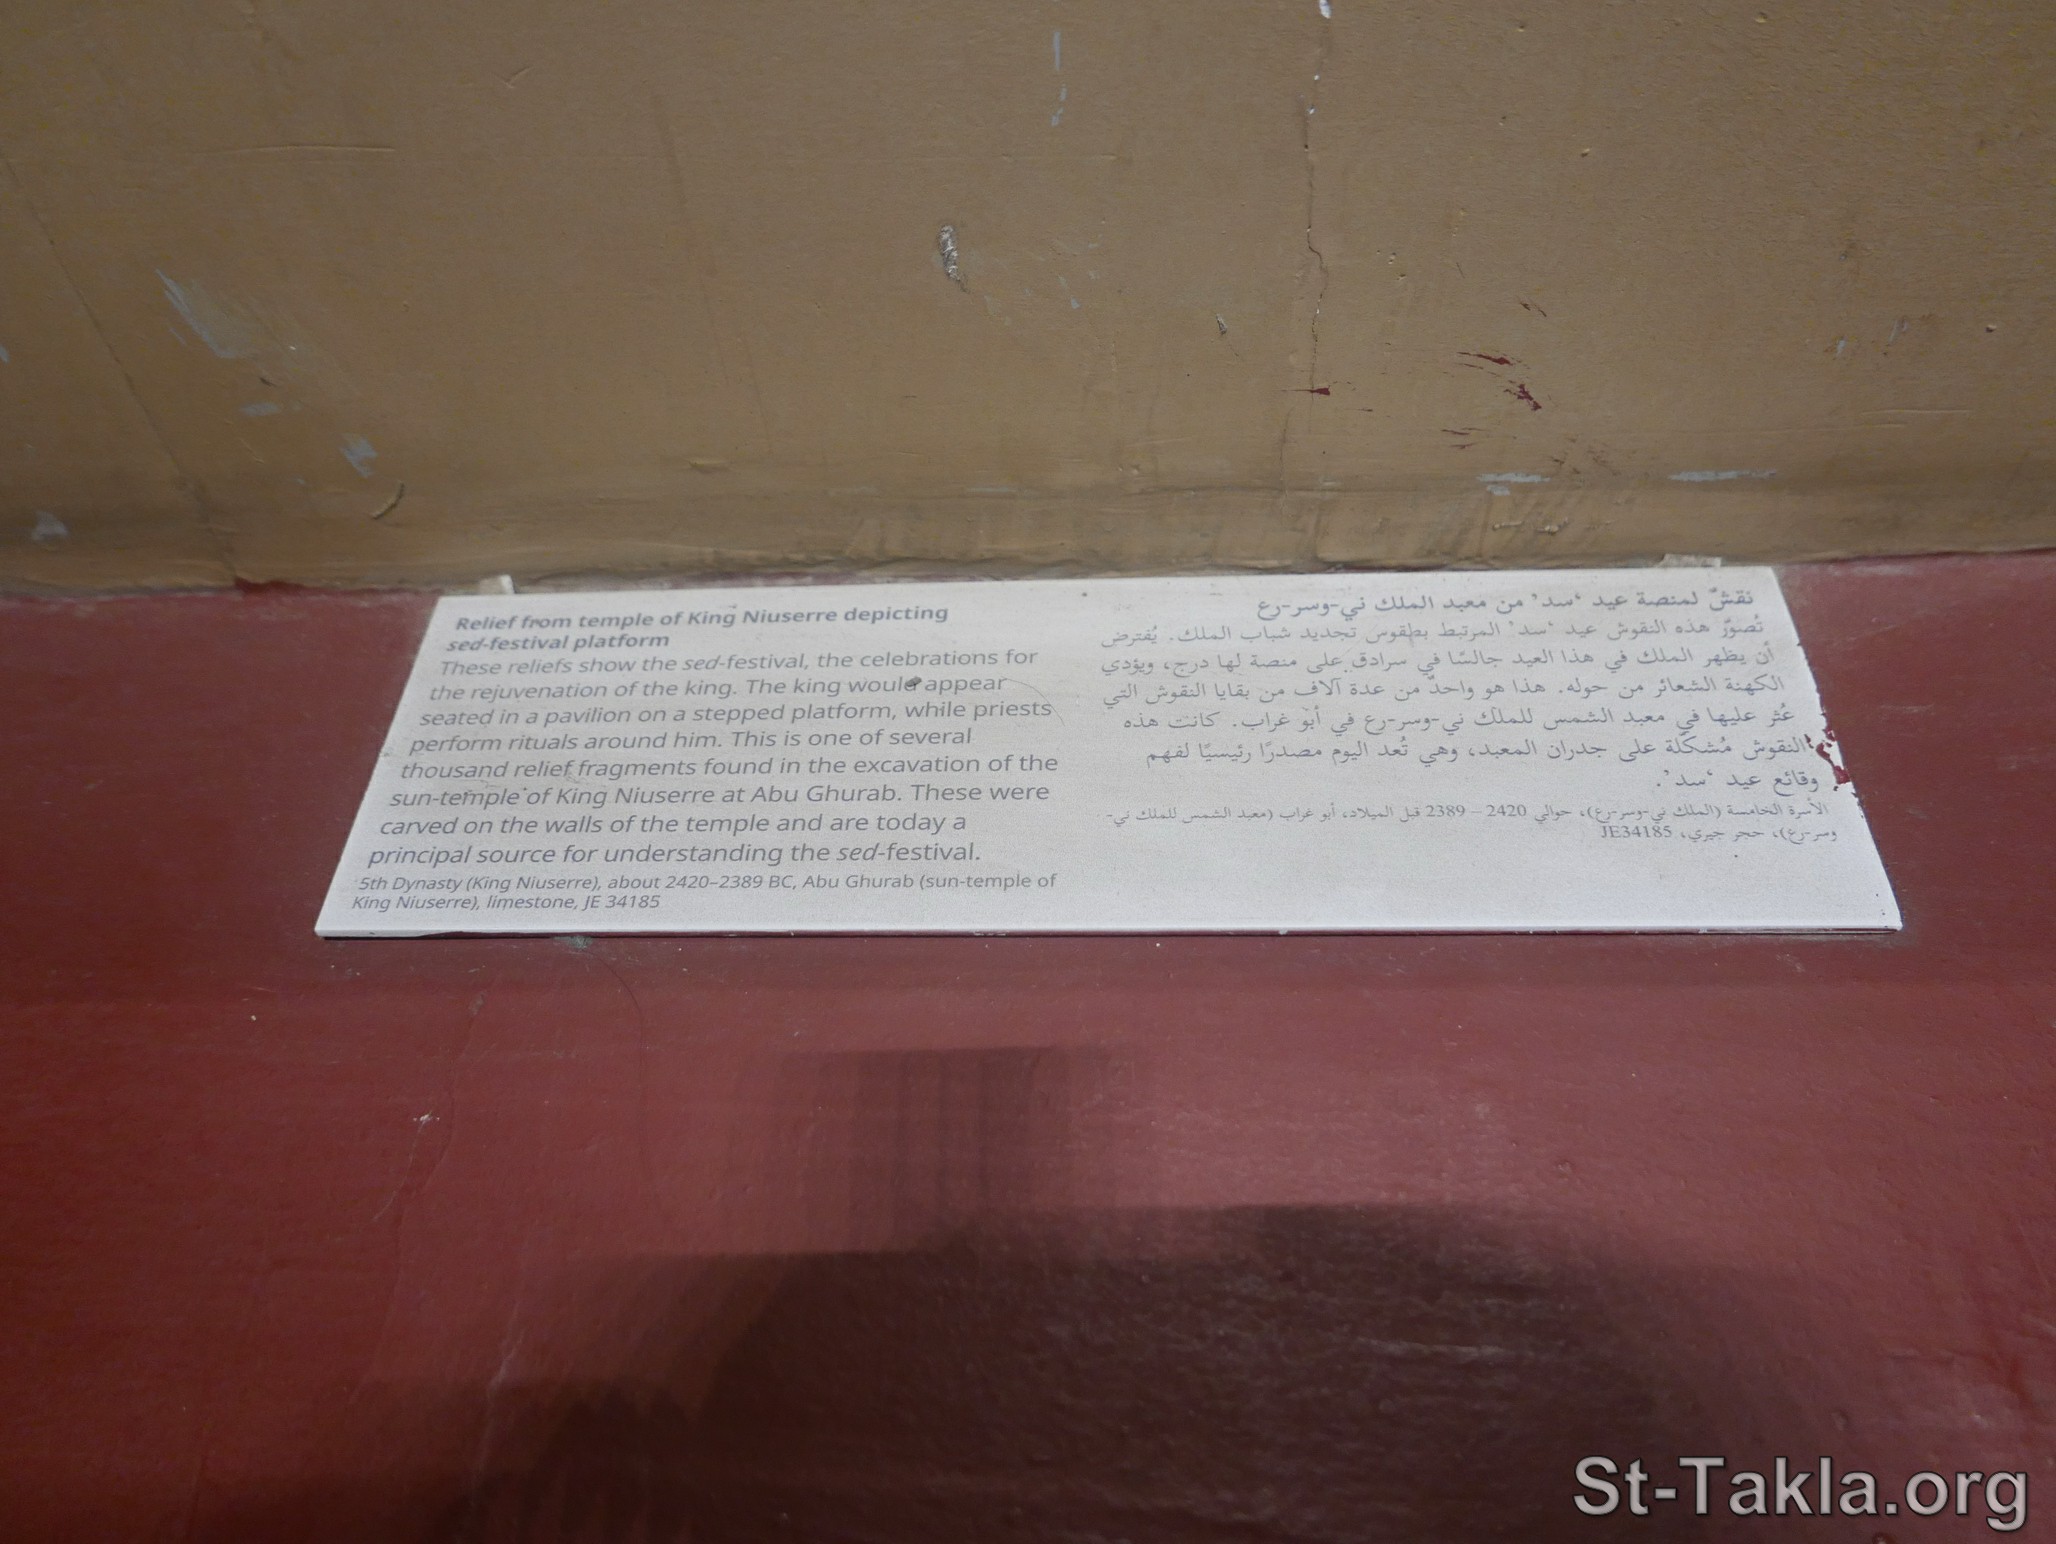 Relief from temple of King Niuserre depicting
sed-festival platform
These reliefs show the sed-festival, the celebrations for
the rejuvenation of the king. The king would appear
seated in a pavilion on a stepped platform, while priests
perform rituals around him. This is one of several
thousand relief fragments found in the excavation of the
sun-temple of King Niuserre at Abu Ghurab. These were
carved on the walls of the temple and are today a
principal source for understanding the sed-festival.
5th Dynasty (King Niuserre), about 2420–2389 BC, Abu Ghurab (sun-temple of
King Niuserre), limestone, JE 34185
نقشٌ لمنصة عيد ‘سد’ من معبد الملك ني-وسر-رع
تُصوّر هذه النقوش عيد ‘سد’ المرتبط بطقوس تجديد شباب الملك. يُفترض
أن يظهر الملك في هذا العيد جالسًا في سرادق على منصة لها درج، ويؤدي
الكهنة الشعائر من حوله. هذا هو واحدٌ من عدة آلاف من بقايا النقوش التي
عُثر عليها في معبد الشمس للملك ني-وسر-رع في أبو غراب. كانت هذه
النقوش مُشكّلة على جدران المعبد، وهي تُعد اليوم مصدرًا رئيسيًا لفهم
وقائع عيد ‘سد’.
الأسرة الخامسة (الملك ني-وسر-رع)، حوالي 2420 – 2389 قبل الميلاد، أبو غراب (معبد الشمس للملك ني-
وسر-رع)، حجر جيري، JE34185
St-Takla.org